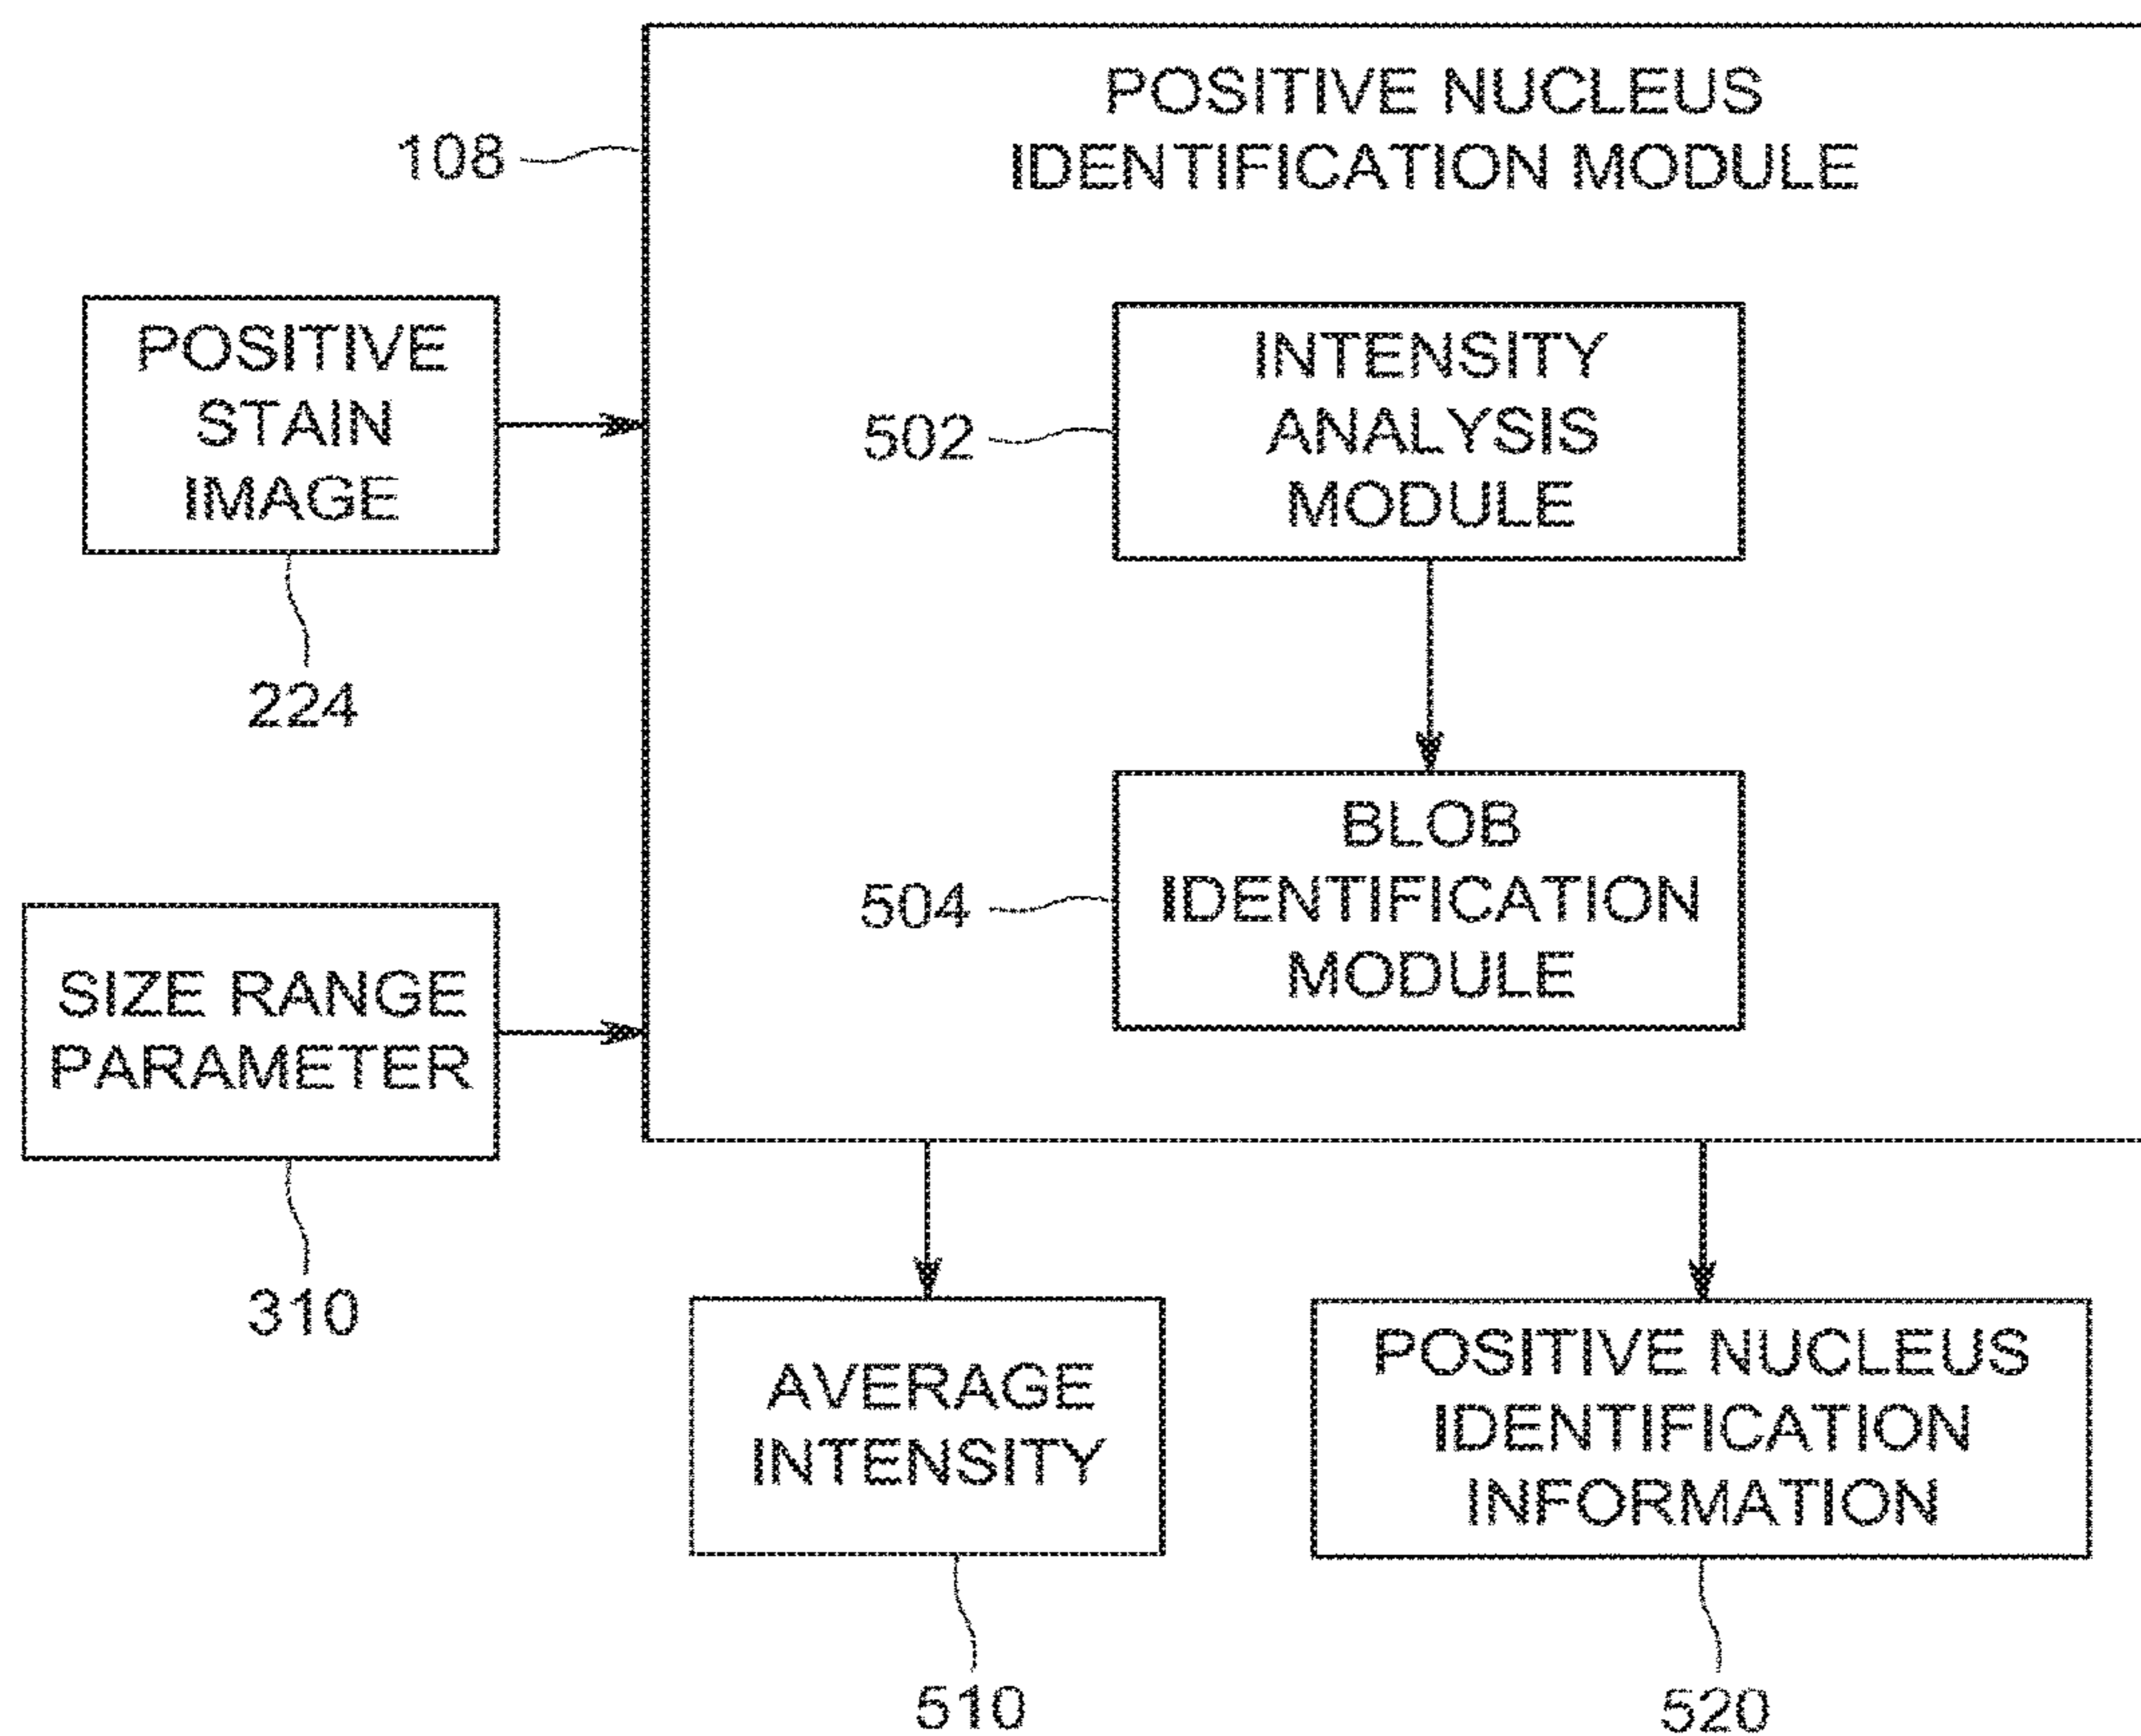 POSITIVE NUCLEUS
IDENTIFICATION MODULE
108
POSITIVE
STAIN
IMAGE
224
INTENSITY
ANALYSIS
MODULE
502
BLOB
IDENTIFICATION
MODULE
504
SIZE RANGE
PARAMETER
310
AVERAGE
INTENSITY
510
POSITIVE NUCLEUS
IDENTIFICATION
INFORMATION
520